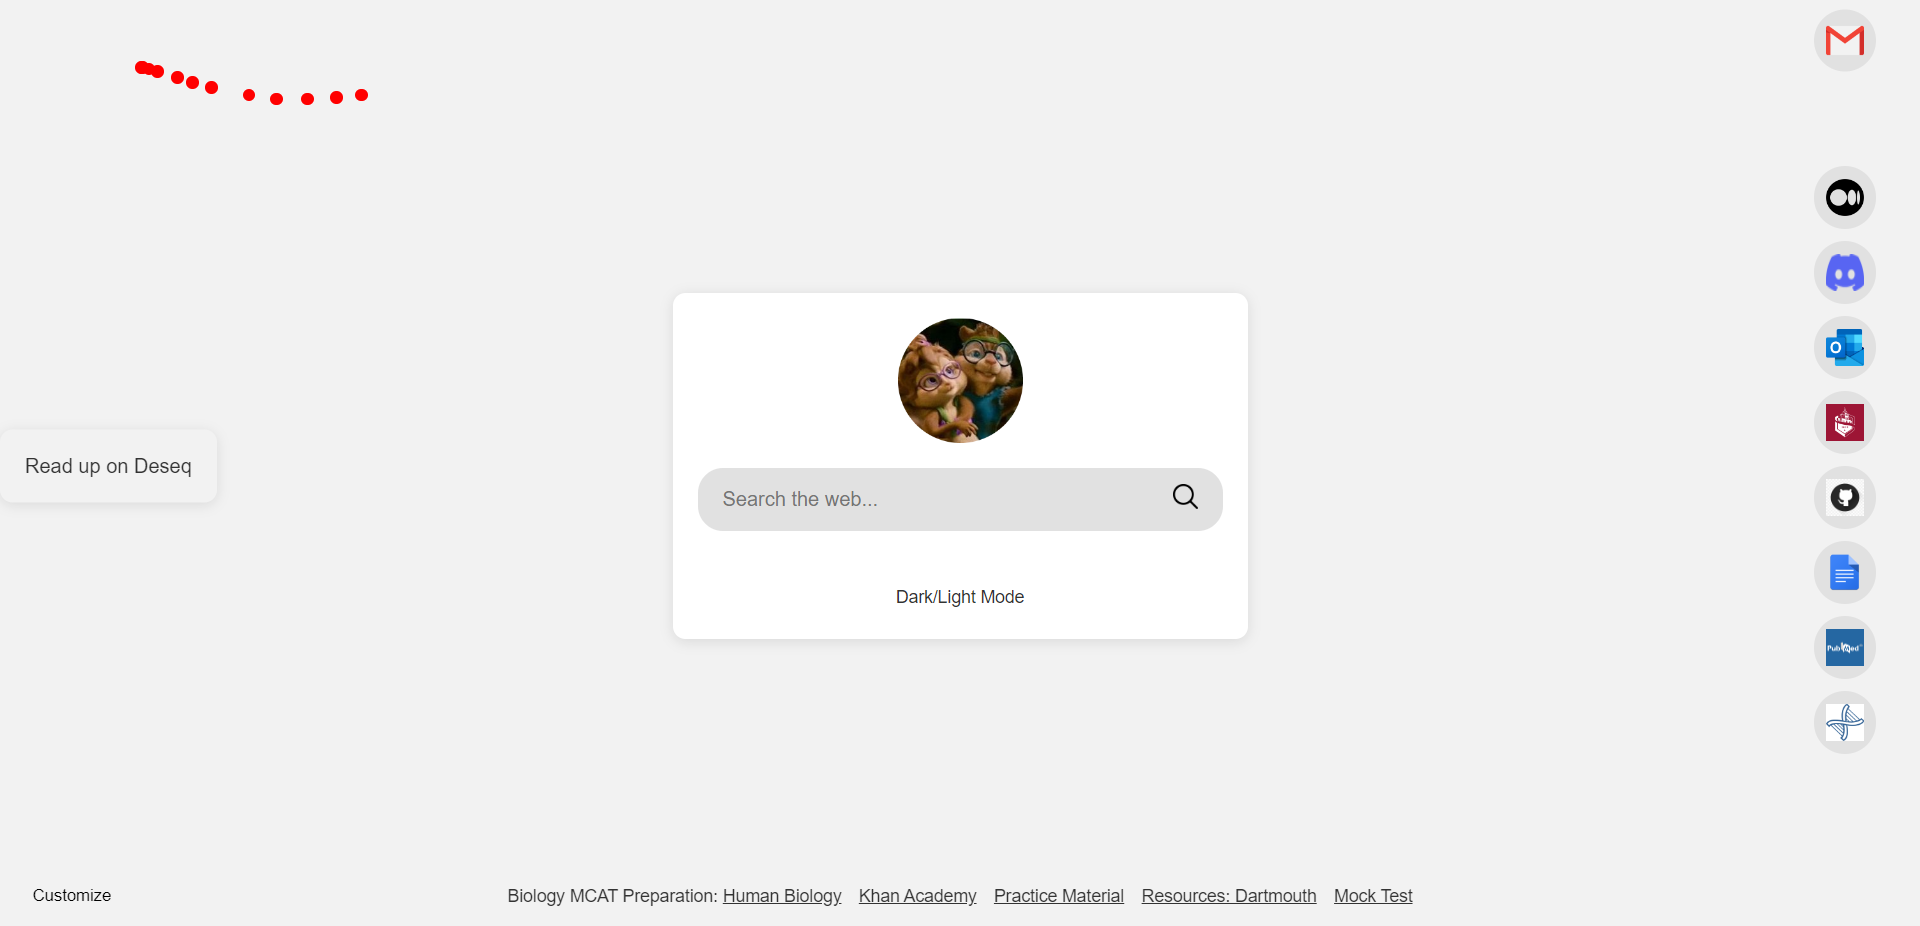 Read up on Deseq
Search the web...
Dark/Light Mode
PubMed
Customize
Biology MCAT Preparation: Human Biology Khan Academy Practice Material Resources: Dartmouth Mock Test